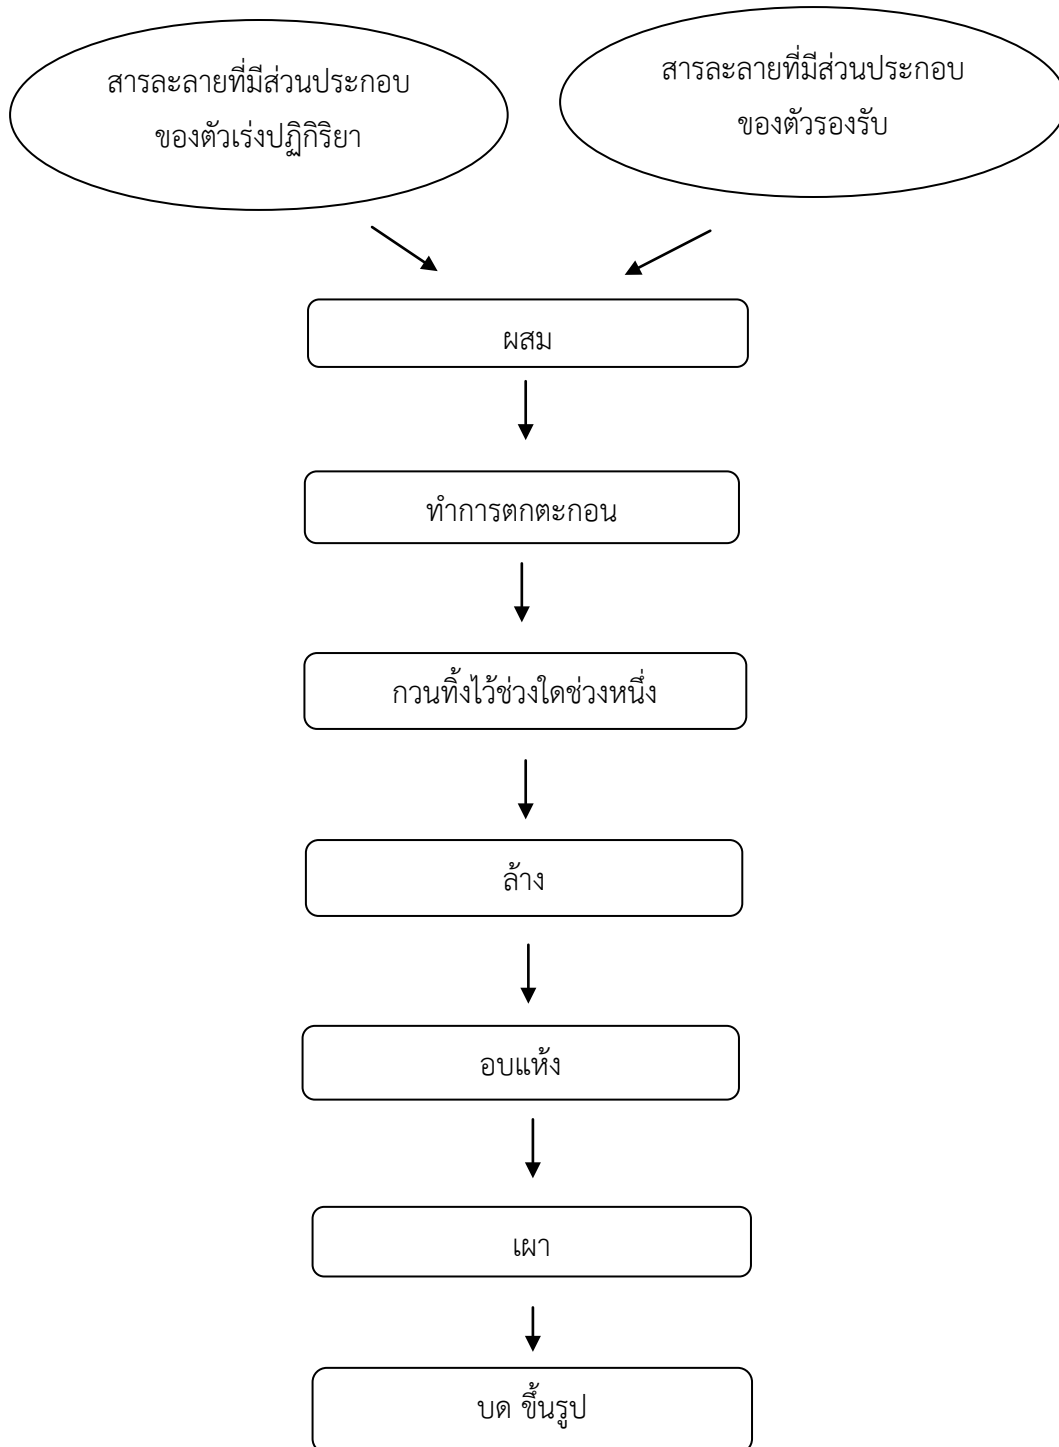 สารละลายที่มีส่วนประกอบ
ของตัวเร่งปฏิกิริยา
สารละลายที่มีส่วนประกอบ
ของตัวรองรับ
ผสม
ทำการตกตะกอน
กวนทิ้งไว้ช่วงใดช่วงหนึ่ง
ล้าง
อบแห้ง
เผา
บด ขึ้นรูป